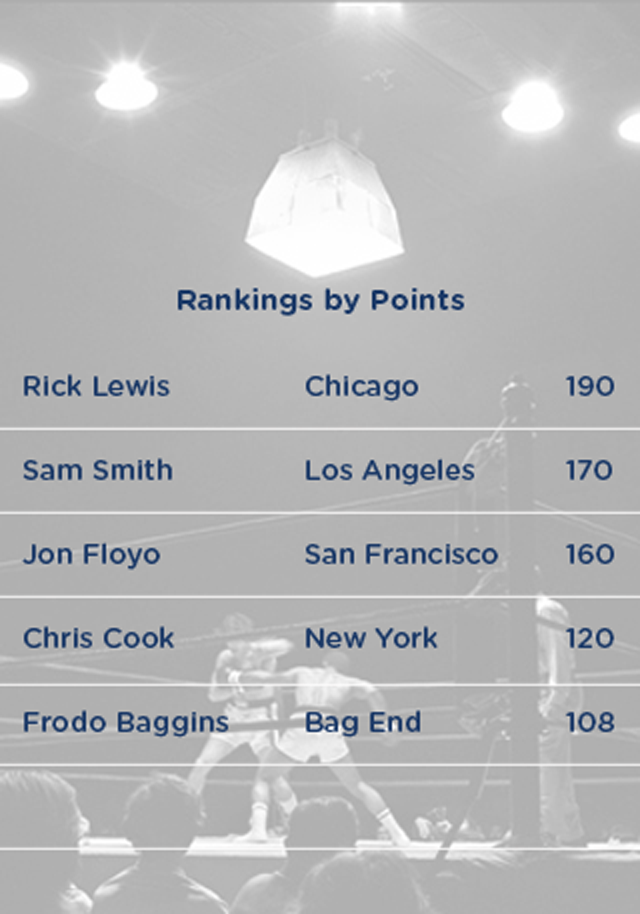 Rankings by Points
Rick Lewis Chicago 190
Sam Smith Los Angeles 170
Jon Floyo San Francisco 160
Chris Cook New York 120
Frodo Baggins Bag End 108